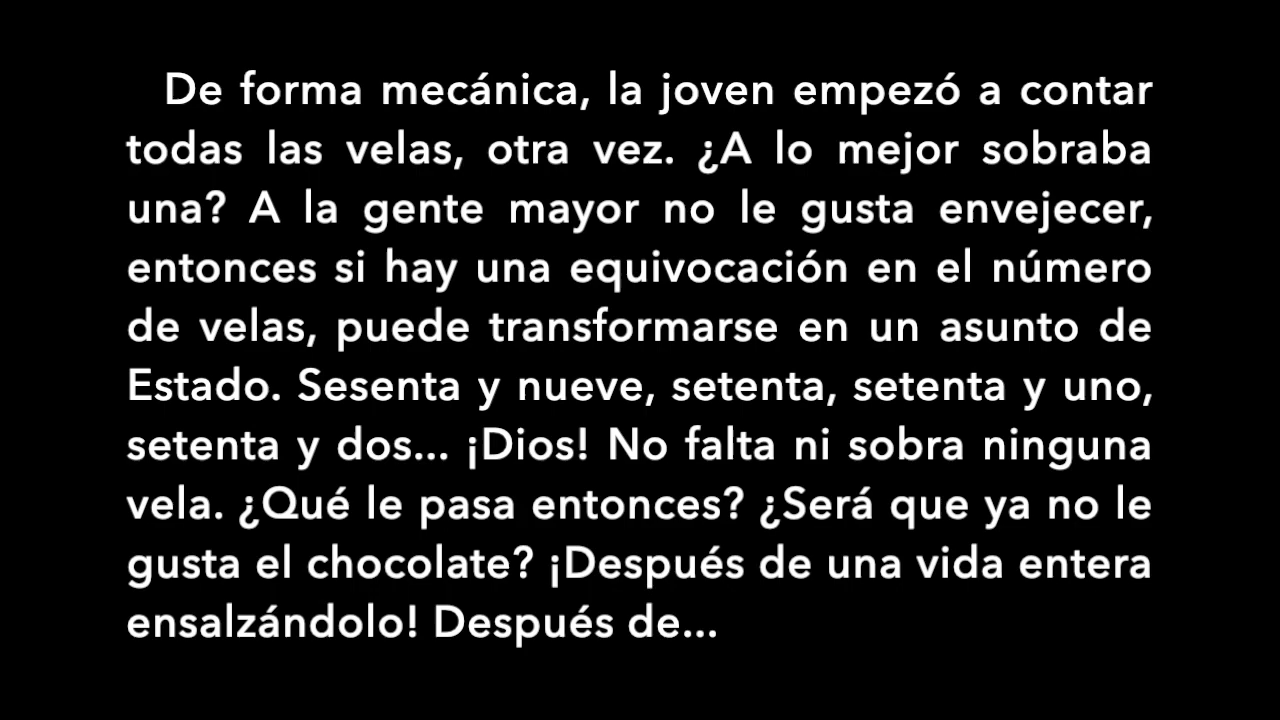 De forma mecánica, la joven empezó a contar
todas las velas, otra vez. ¿A lo mejor sobraba
una? A la gente mayor no le gusta envejecer,
entonces si hay una equivocación en el número
de velas, puede transformarse en un asunto de
Estado. Sesenta y nueve, setenta, setenta y uno,
setenta y dos... ¡Dios! No falta ni sobra ninguna
vela. ¿Qué le pasa entonces? ¿Será que ya no le
gusta el chocolate? ¡Después de una vida entera
ensalzándolo! Después de...